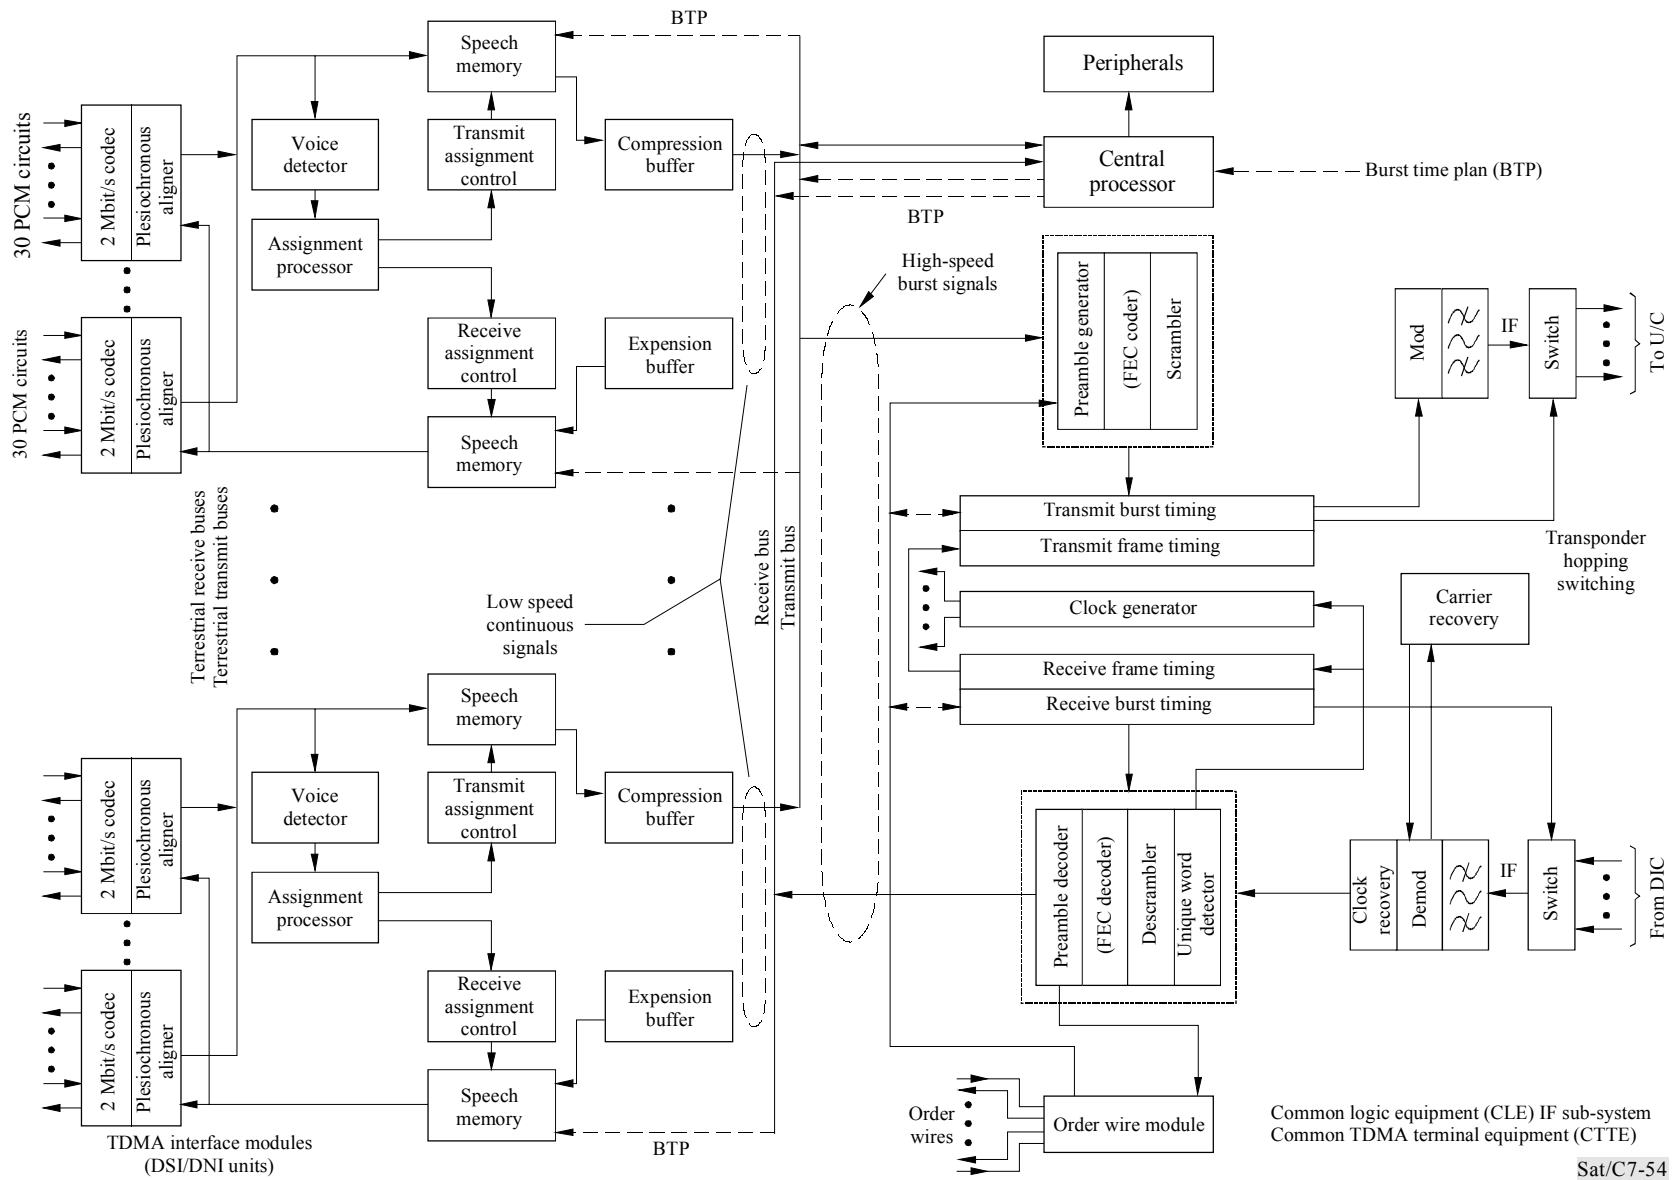 BTP
Speech
memory
Peripherals
30 PCM circuits
2 Mbit/s codec
Plesiochronous
aligner
Voice
detector
Transmit
assignment
control
Compression
buffer
Central
processor
Burst time plan (BTP)
BTP
Assignment
processor
High-speed
burst signals
Preamble generator
(FEC coder)
Scrambler
Mod
IF
Switch
To U/C
30 PCM circuits
2 Mbit/s codec
Plesiochronous
aligner
Receive
assignment
control
Expension
buffer
Speech
memory
Terrestrial receive buses
Terrestrial transmit buses
Low speed
continuous
signals
Receive bus
Transmit bus
Transmit burst timing
Transmit frame timing
Transponder
hopping
switching
Clock generator
Carrier
recovery
Receive frame timing
Receive burst timing
Speech
memory
2 Mbit/s codec
Plesiochronous
aligner
Voice
detector
Transmit
assignment
control
Compression
buffer
Assignment
processor
Preamble decoder
(FEC decoder)
Descrambler
Unique word
detector
Clock
recovery
Demod
IF
Switch
From DIC
2 Mbit/s codec
Plesiochronous
aligner
Receive
assignment
control
Expension
buffer
Speech
memory
BTP
Order
wires
Order wire module
TDMA interface modules
(DSI/DNI units)
Common logic equipment (CLE) IF sub-system
Common TDMA terminal equipment (CTTE)
Sat/C7-54